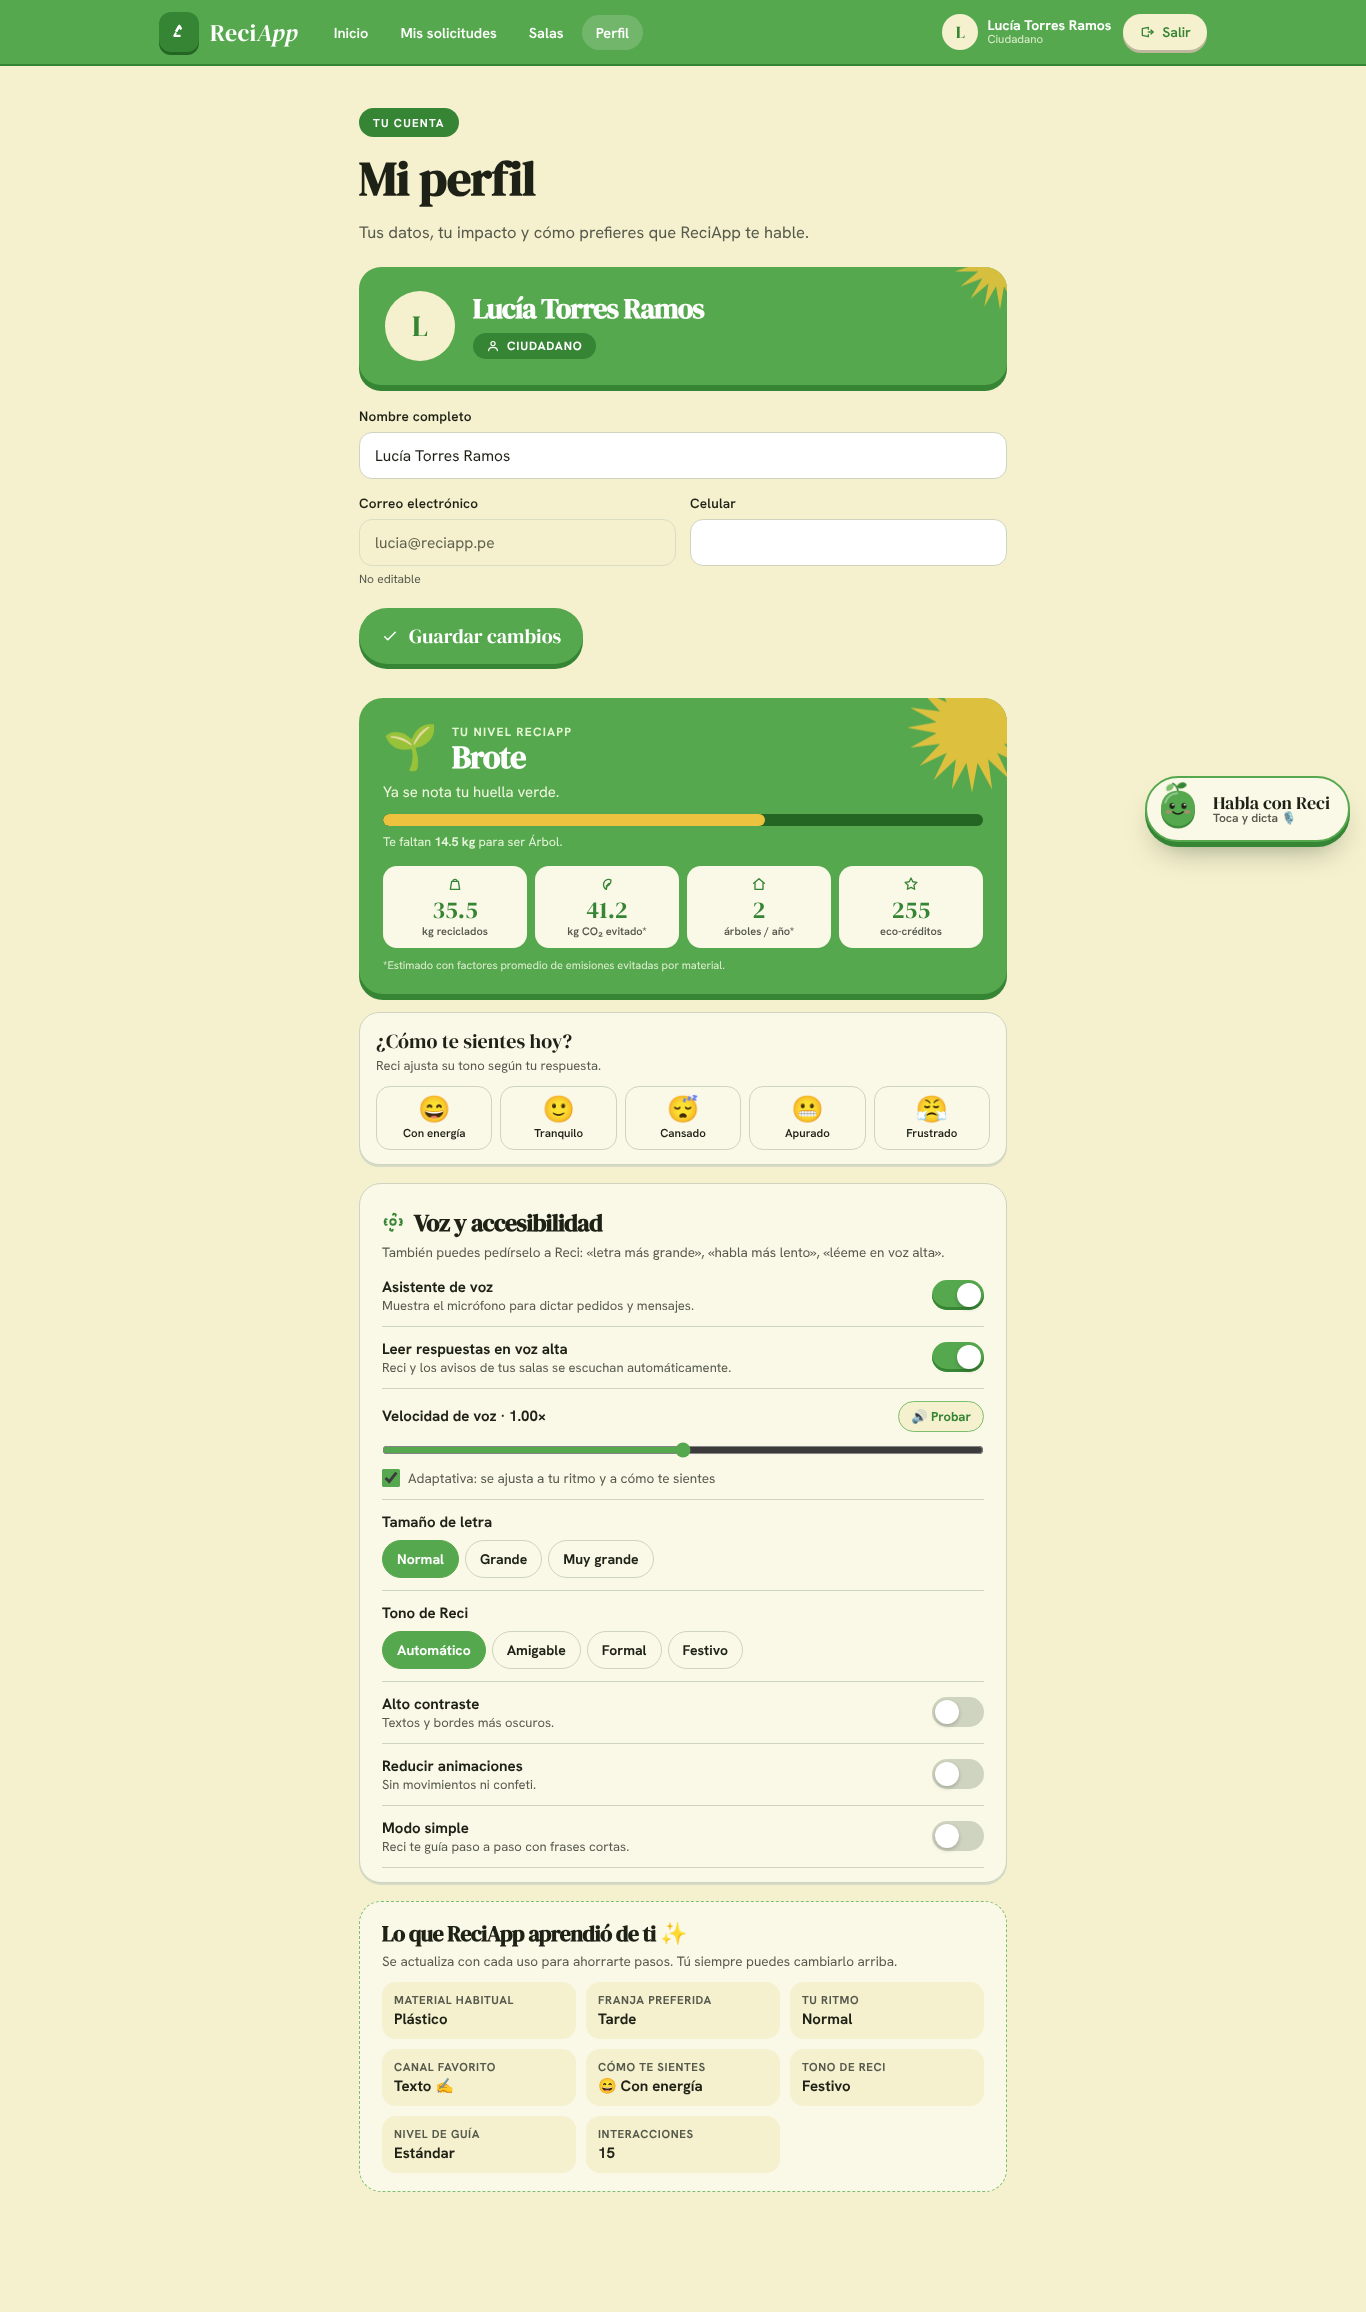 ReciApp
Inicio
Mis solicitudes
Salas
Perfil
L
Lucía Torres Ramos
Ciudadano
Salir
TU CUENTA
Mi perfil
Tus datos, tu impacto y cómo prefieres que ReciApp te hable.
L
Lucía Torres Ramos
CIUDADANO
Nombre completo
Lucía Torres Ramos
Correo electrónico
Celular
lucia@reciapp.pe
No editable
Guardar cambios
TU NIVEL RECIAPP
Brote
Ya se nota tu huella verde.
Te faltan 14.5 kg para ser Árbol.
35.5
kg reciclados
41.2
kg CO₂ evitado*
2
árboles / año*
255
eco-créditos
*Estimado con factores promedio de emisiones evitadas por material.
Habla con Reci
Toca y dicta 🎙️
¿Cómo te sientes hoy?
Reci ajusta su tono según tu respuesta.
Con energía
Tranquilo
Cansado
Apurado
Frustrado
Voz y accesibilidad
También puedes pedírselo a Reci: «letra más grande», «habla más lento», «léeme en voz alta».
Asistente de voz
Muestra el micrófono para dictar pedidos y mensajes.
Leer respuestas en voz alta
Reci y los avisos de tus salas se escuchan automáticamente.
Velocidad de voz · 1.00×
🔊 Probar
Adaptativa: se ajusta a tu ritmo y a cómo te sientes
Tamaño de letra
Normal
Grande
Muy grande
Tono de Reci
Automático
Amigable
Formal
Festivo
Alto contraste
Textos y bordes más oscuros.
Reducir animaciones
Sin movimientos ni confeti.
Modo simple
Reci te guía paso a paso con frases cortas.
Lo que ReciApp aprendió de ti ✨
Se actualiza con cada uso para ahorrarte pasos. Tú siempre puedes cambiarlo arriba.
MATERIAL HABITUAL
Plástico
FRANJA PREFERIDA
Tarde
TU RITMO
Normal
CANAL FAVORITO
Texto ✍️
CÓMO TE SIENTES
😄 Con energía
TONO DE RECI
Festivo
NIVEL DE GUÍA
Estándar
INTERACCIONES
15